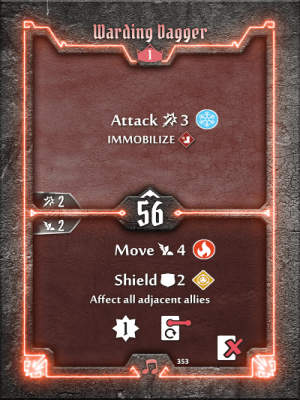 Warding Dagger
1
Attack 3
IMMOBILIZE
2
56
2
Move 4
Shield 2
Affect all adjacent allies
1
353